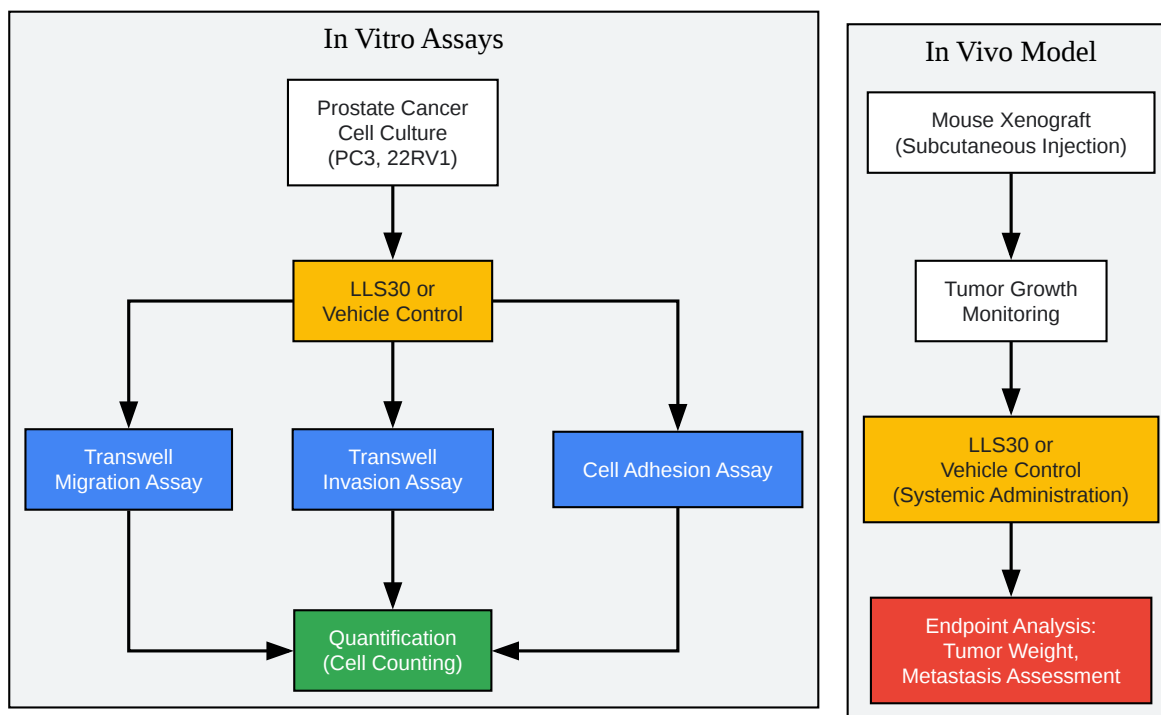 In Vitro Assays
Prostate Cancer
Cell Culture
(PC3, 22RV1)
LLS30 or
Vehicle Control
Transwell
Migration Assay
Transwell
Invasion Assay
Cell Adhesion Assay
Quantification
(Cell Counting)
In Vivo Model
Mouse Xenograft
(Subcutaneous Injection)
Tumor Growth
Monitoring
LLS30 or
Vehicle Control
(Systemic Administration)
Endpoint Analysis:
Tumor Weight,
Metastasis Assessment